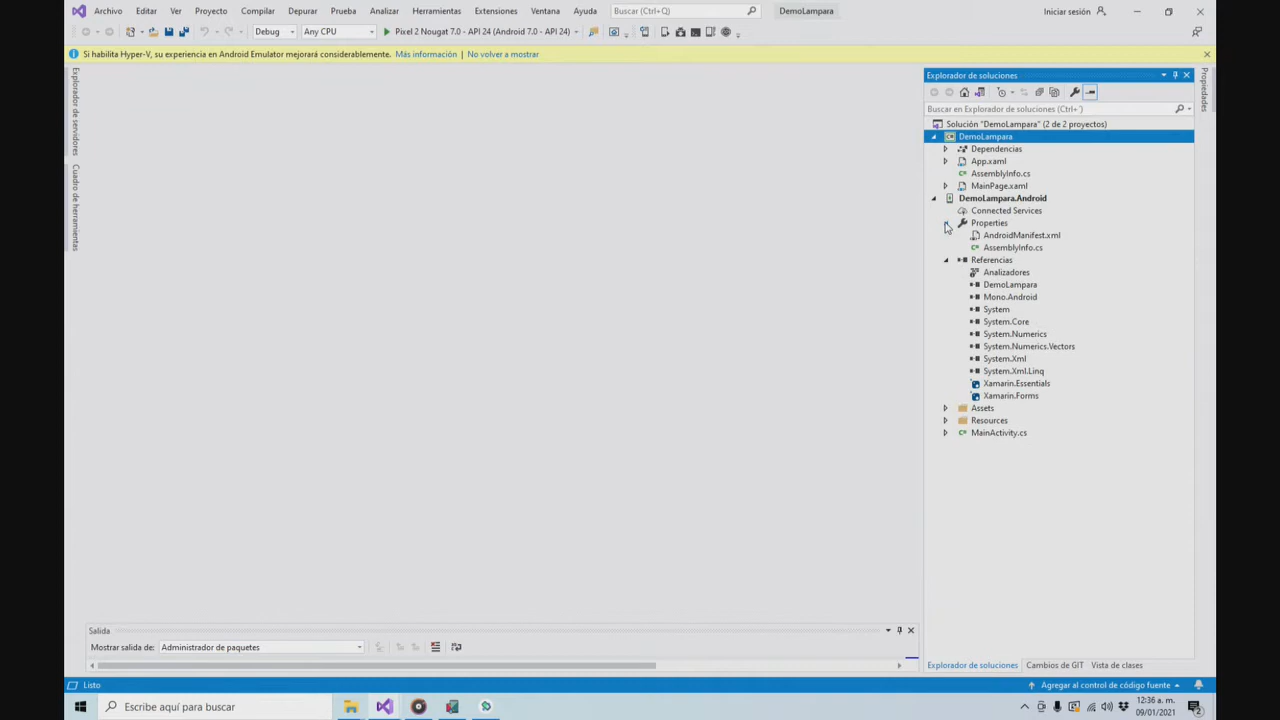 Archivo Editar Ver Proyecto Compilar Depurar Prueba Analizar Herramientas Extensiones Ventana Ayuda Buscar (Ctrl+Q) DemoLampara Iniciar sesión
Debug Any CPU Pixel 2 Nougat 7.0 - API 24 (Android 7.0 - API 24)
Si habilita Hyper-V, su experiencia en Android Emulator mejorará considerablemente. Más información | No volver a mostrar
Explorador de servidores
Cuadro de herramientas
Explorador de soluciones
Propiedades
Buscar en Explorador de soluciones (Ctrl+´)
Solución "DemoLampara" (2 de 2 proyectos)
DemoLampara
Dependencias
App.xaml
AssemblyInfo.cs
MainPage.xaml
DemoLampara.Android
Connected Services
Properties
AndroidManifest.xml
AssemblyInfo.cs
Referencias
Analizadores
DemoLampara
Mono.Android
System
System.Core
System.Numerics
System.Numerics.Vectors
System.Xml
System.Xml.Linq
Xamarin.Essentials
Xamarin.Forms
Assets
Resources
MainActivity.cs
Salida
Mostrar salida de: Administrador de paquetes
Explorador de soluciones Cambios de GIT Vista de clases
Listo Agregar al control de código fuente
Escribe aquí para buscar
12:36 a. m.
09/01/2021
2